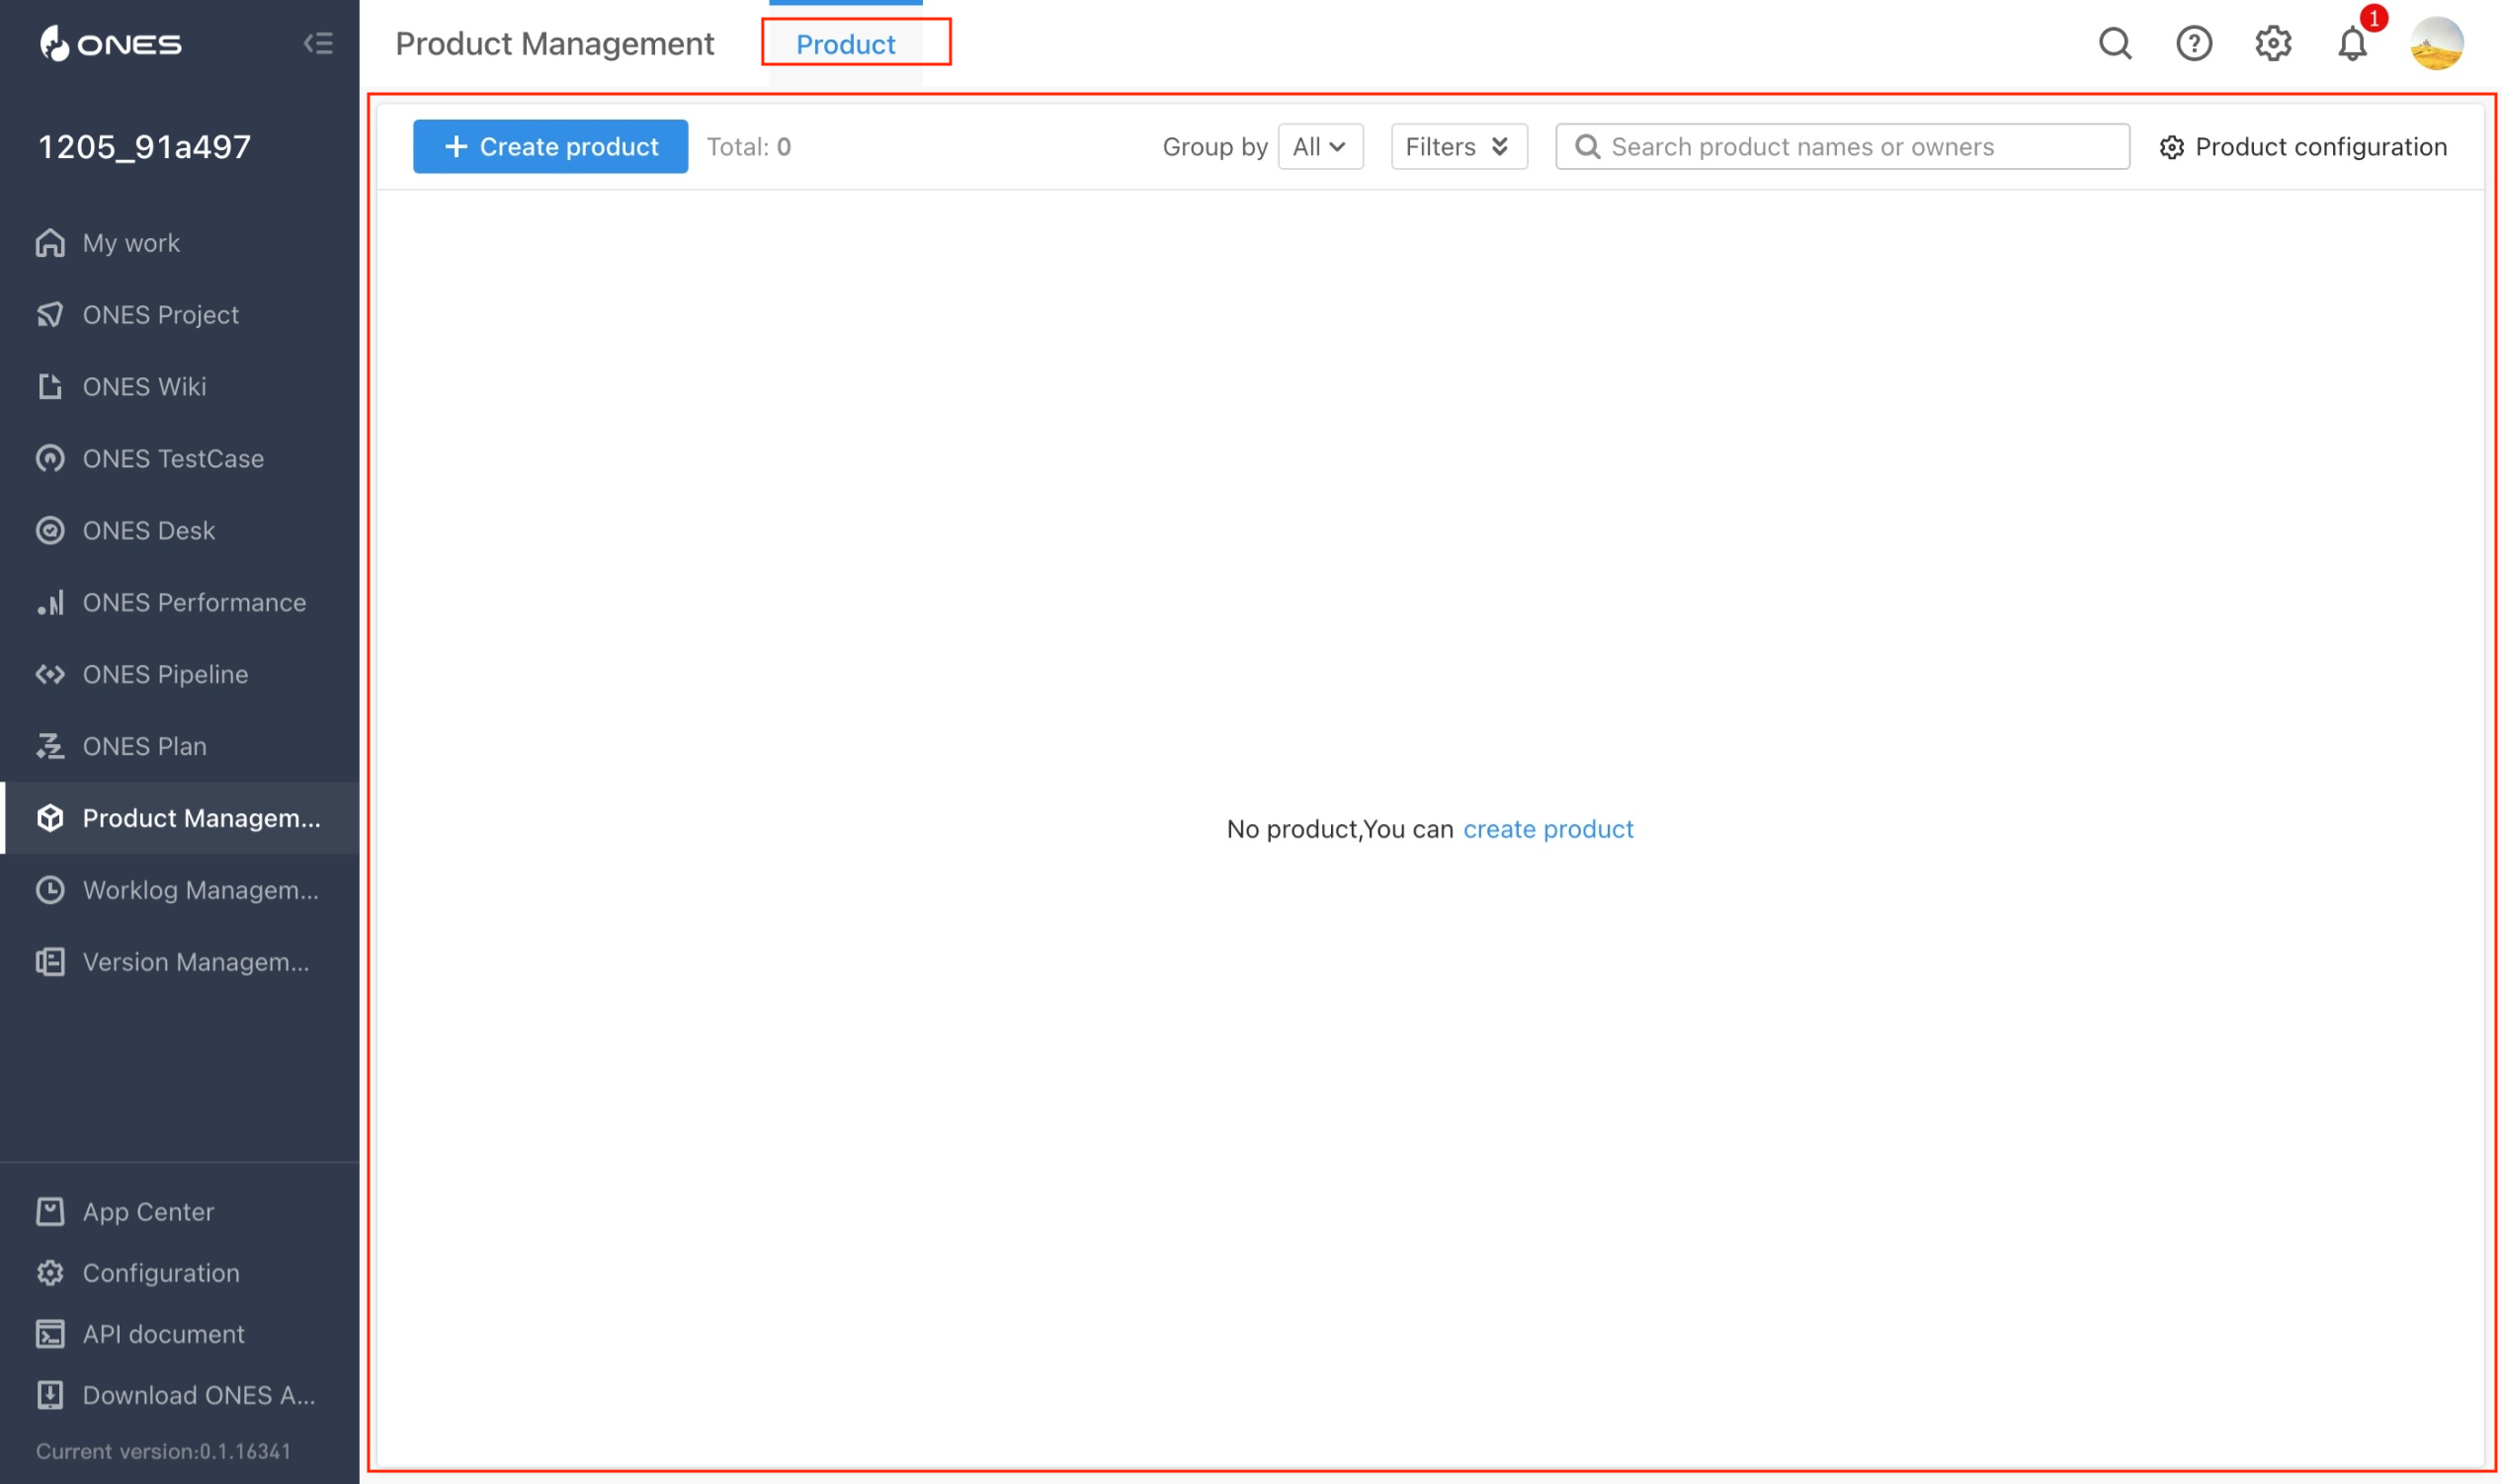 ONES
1205_91a497
My work
ONES Project
ONES Wiki
ONES TestCase
ONES Desk
ONES Performance
ONES Pipeline
ONES Plan
Product Managem...
Worklog Managem...
Version Managem...
App Center
Configuration
API document
Download ONES A...
Current version:0.1.16341
Product Management Product 1
+ Create product Total: 0 Group by All Filters Search product names or owners Product configuration
No product,You can create product